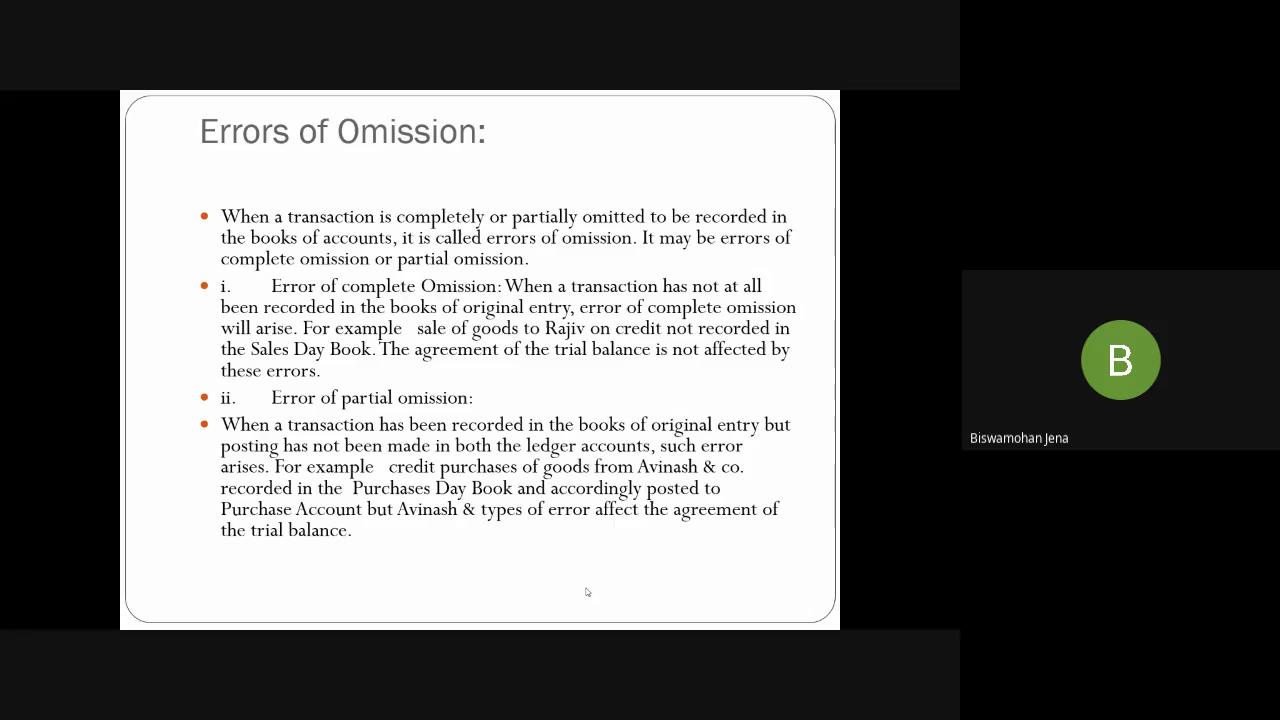 Errors of Omission:
When a transaction is completely or partially omitted to be recorded in
the books of accounts, it is called errors of omission. It may be errors of
complete omission or partial omission.
i. Error of complete Omission: When a transaction has not at all
been recorded in the books of original entry, error of complete omission
will arise. For example sale of goods to Rajiv on credit not recorded in
the Sales Day Book. The agreement of the trial balance is not affected by
these errors.
ii. Error of partial omission:
When a transaction has been recorded in the books of original entry but
posting has not been made in both the ledger accounts, such error
arises. For example credit purchases of goods from Avinash & co.
recorded in the Purchases Day Book and accordingly posted to
Purchase Account but Avinash & types of error affect the agreement of
the trial balance.
B
Biswamohan Jena